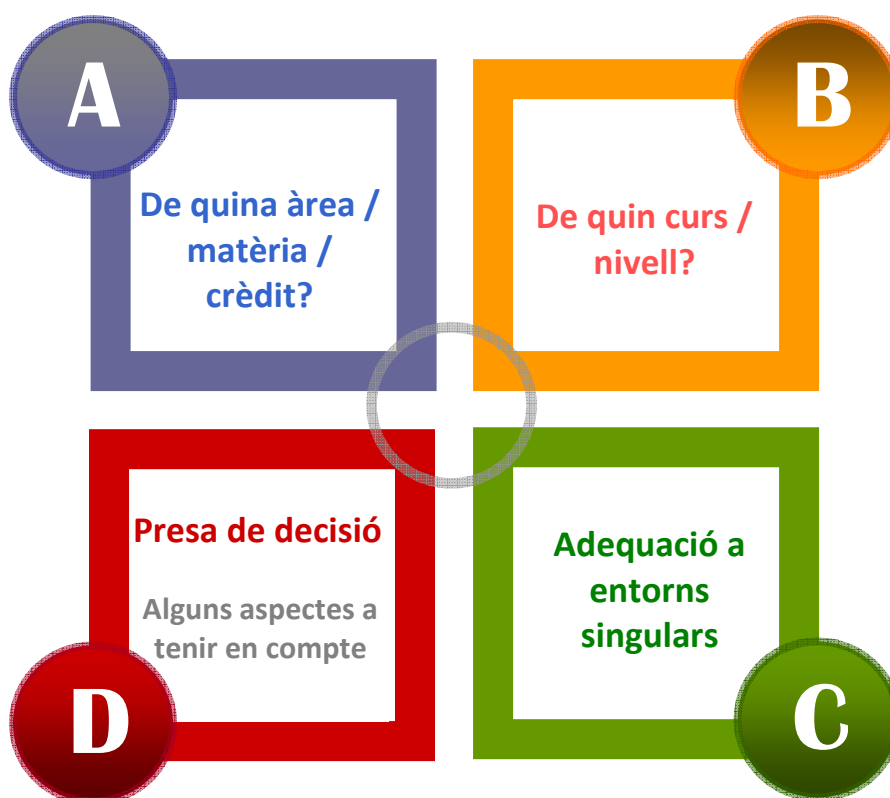 A
De quina àrea /
matèria /
crèdit?
B
De quin curs /
nivell?
D
Presa de decisió
Alguns aspectes a
tenir en compte
C
Adequació a
entorns
singulars